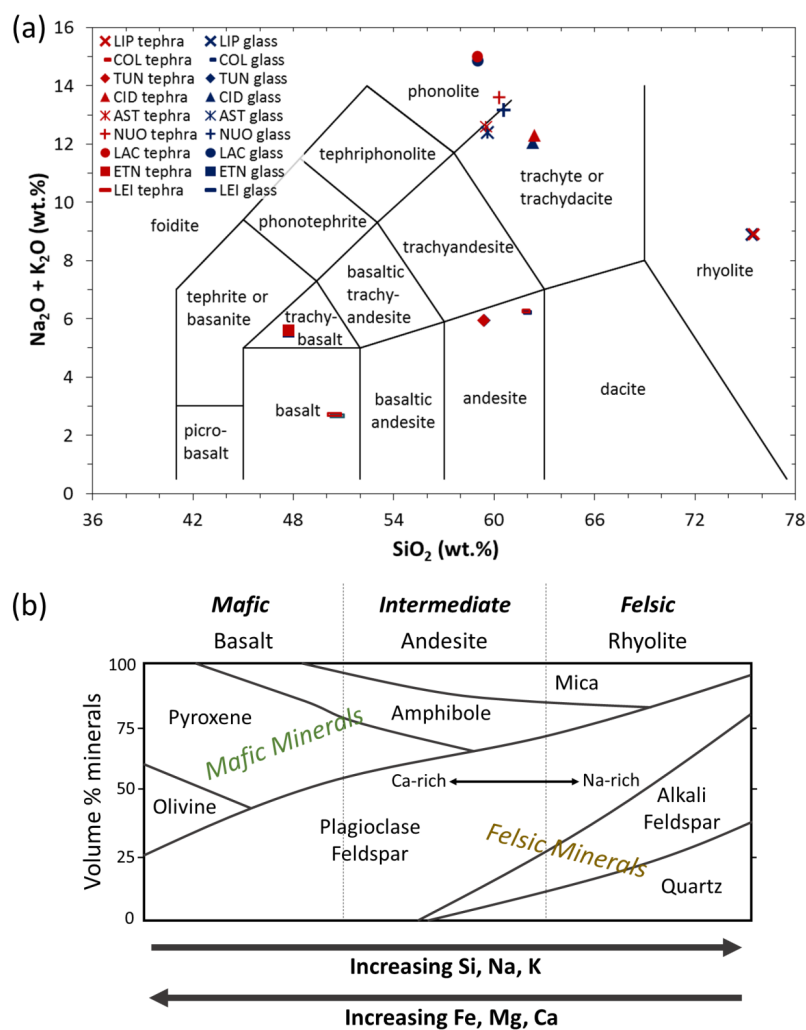 (a)
16
14
12
10
8
6
4
2
0
Na₂O + K₂O (wt.%)
LIP tephra LIP glass
COL tephra COL glass
TUN tephra TUN glass
CID tephra CID glass
AST tephra AST glass
NUO tephra NUO glass
LAC tephra LAC glass
ETN tephra ETN glass
LEI tephra LEI glass
phonolite
tephriphonolite
trachyte or
trachydacite
foidite
phonotephrite
trachyandesite
rhyolite
tephrite or
basanite
basaltic
trachy-
andesite
trachy-
basalt
basalt
basaltic
andesite
andesite
dacite
picro-
basalt
36 42 48 54 60 66 72 78
SiO₂ (wt.%)
(b)
Mafic Intermediate Felsic
Basalt Andesite Rhyolite
100
75
50
25
0
Volume % minerals
Mica
Pyroxene
Amphibole
Mafic Minerals
Ca-rich Na-rich
Olivine
Alkali
Feldspar
Plagioclase
Feldspar
Felsic Minerals
Quartz
Increasing Si, Na, K
Increasing Fe, Mg, Ca